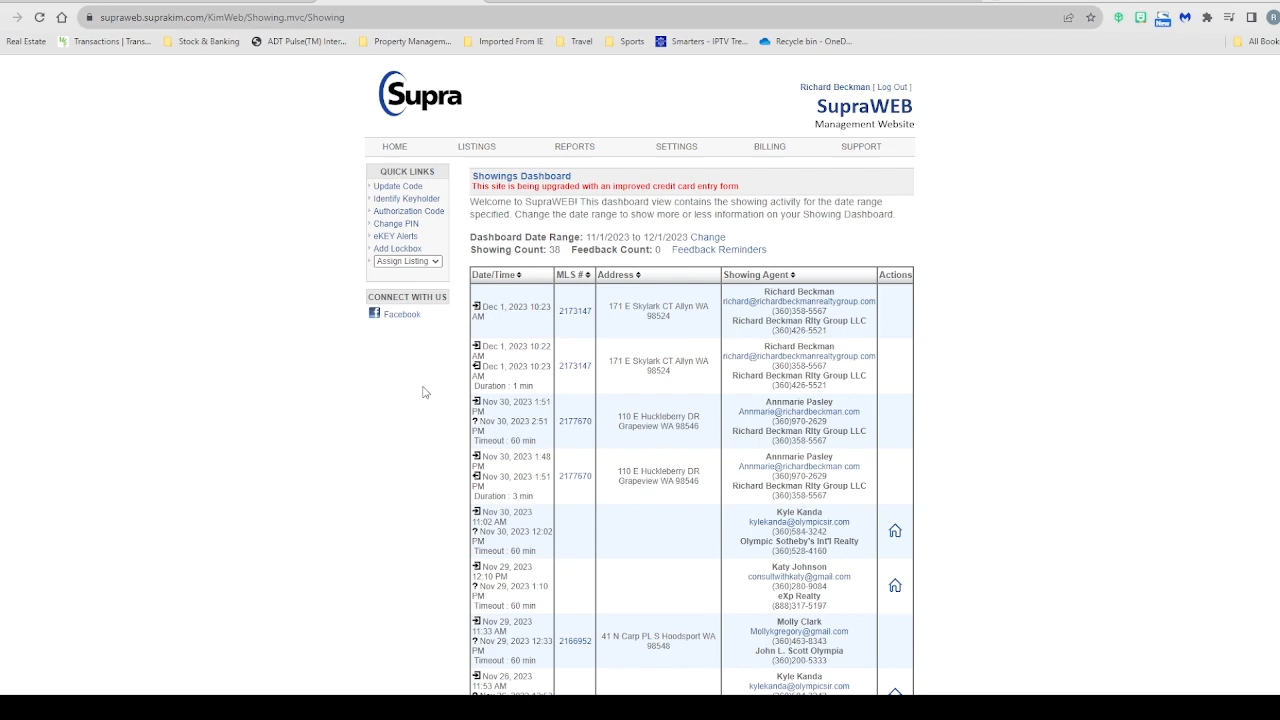 supraweb.suprakim.com/KimWeb/Showing.mvc/Showing
New
R
Real Estate
Transactions | Trans...
Stock & Banking
ADT Pulse(TM) Inter...
Property Managem...
Imported From IE
Travel
Sports
Smarters - IPTV Tre...
Recycle bin - OneD...
All Book
Supra
Richard Beckman [ Log Out ]
SupraWEB
Management Website
HOME
LISTINGS
REPORTS
SETTINGS
BILLING
SUPPORT
QUICK LINKS
Update Code
Identify Keyholder
Authorization Code
Change PIN
eKEY Alerts
Add Lockbox
Assign Listing
CONNECT WITH US
Facebook
Showings Dashboard
This site is being upgraded with an improved credit card entry form
Welcome to SupraWEB! This dashboard view contains the showing activity for the date range
specified. Change the date range to show more or less information on your Showing Dashboard.
Dashboard Date Range: 11/1/2023 to 12/1/2023 Change
Showing Count: 38 Feedback Count: 0 Feedback Reminders
Date/Time MLS # Address Showing Agent Actions
Dec 1, 2023 10:23
AM
2173147
171 E Skylark CT Allyn WA
98524
Richard Beckman
richard@richardbeckmanrealtygroup.com
(360)358-5567
Richard Beckman Rlty Group LLC
(360)426-5521
Dec 1, 2023 10:22
AM
Dec 1, 2023 10:23
AM
Duration : 1 min
2173147
171 E Skylark CT Allyn WA
98524
Richard Beckman
richard@richardbeckmanrealtygroup.com
(360)358-5567
Richard Beckman Rlty Group LLC
(360)426-5521
Nov 30, 2023 1:51
PM
? Nov 30, 2023 2:51
PM
Timeout : 60 min
2177670
110 E Huckleberry DR
Grapeview WA 98546
Annmarie Pasley
Annmarie@richardbeckman.com
(360)970-2629
Richard Beckman Rlty Group LLC
(360)358-5567
Nov 30, 2023 1:48
PM
Nov 30, 2023 1:51
PM
Duration : 3 min
2177670
110 E Huckleberry DR
Grapeview WA 98546
Annmarie Pasley
Annmarie@richardbeckman.com
(360)970-2629
Richard Beckman Rlty Group LLC
(360)358-5567
Nov 30, 2023
11:02 AM
? Nov 30, 2023 12:02
PM
Timeout : 60 min
Kyle Kanda
kylekanda@olympicsir.com
(360)584-3242
Olympic Sotheby's Int'l Realty
(360)528-4160
Nov 29, 2023
12:10 PM
? Nov 29, 2023 1:10
PM
Timeout : 60 min
Katy Johnson
consultwithkaty@gmail.com
(360)280-9084
eXp Realty
(888)317-5197
Nov 29, 2023
11:33 AM
? Nov 29, 2023 12:33
PM
Timeout : 60 min
2166952
41 N Carp PL S Hoodsport WA
98548
Molly Clark
Mollykgregory@gmail.com
(360)463-8343
John L. Scott Olympia
(360)200-5333
Nov 26, 2023
11:53 AM
Kyle Kanda
kylekanda@olympicsir.com